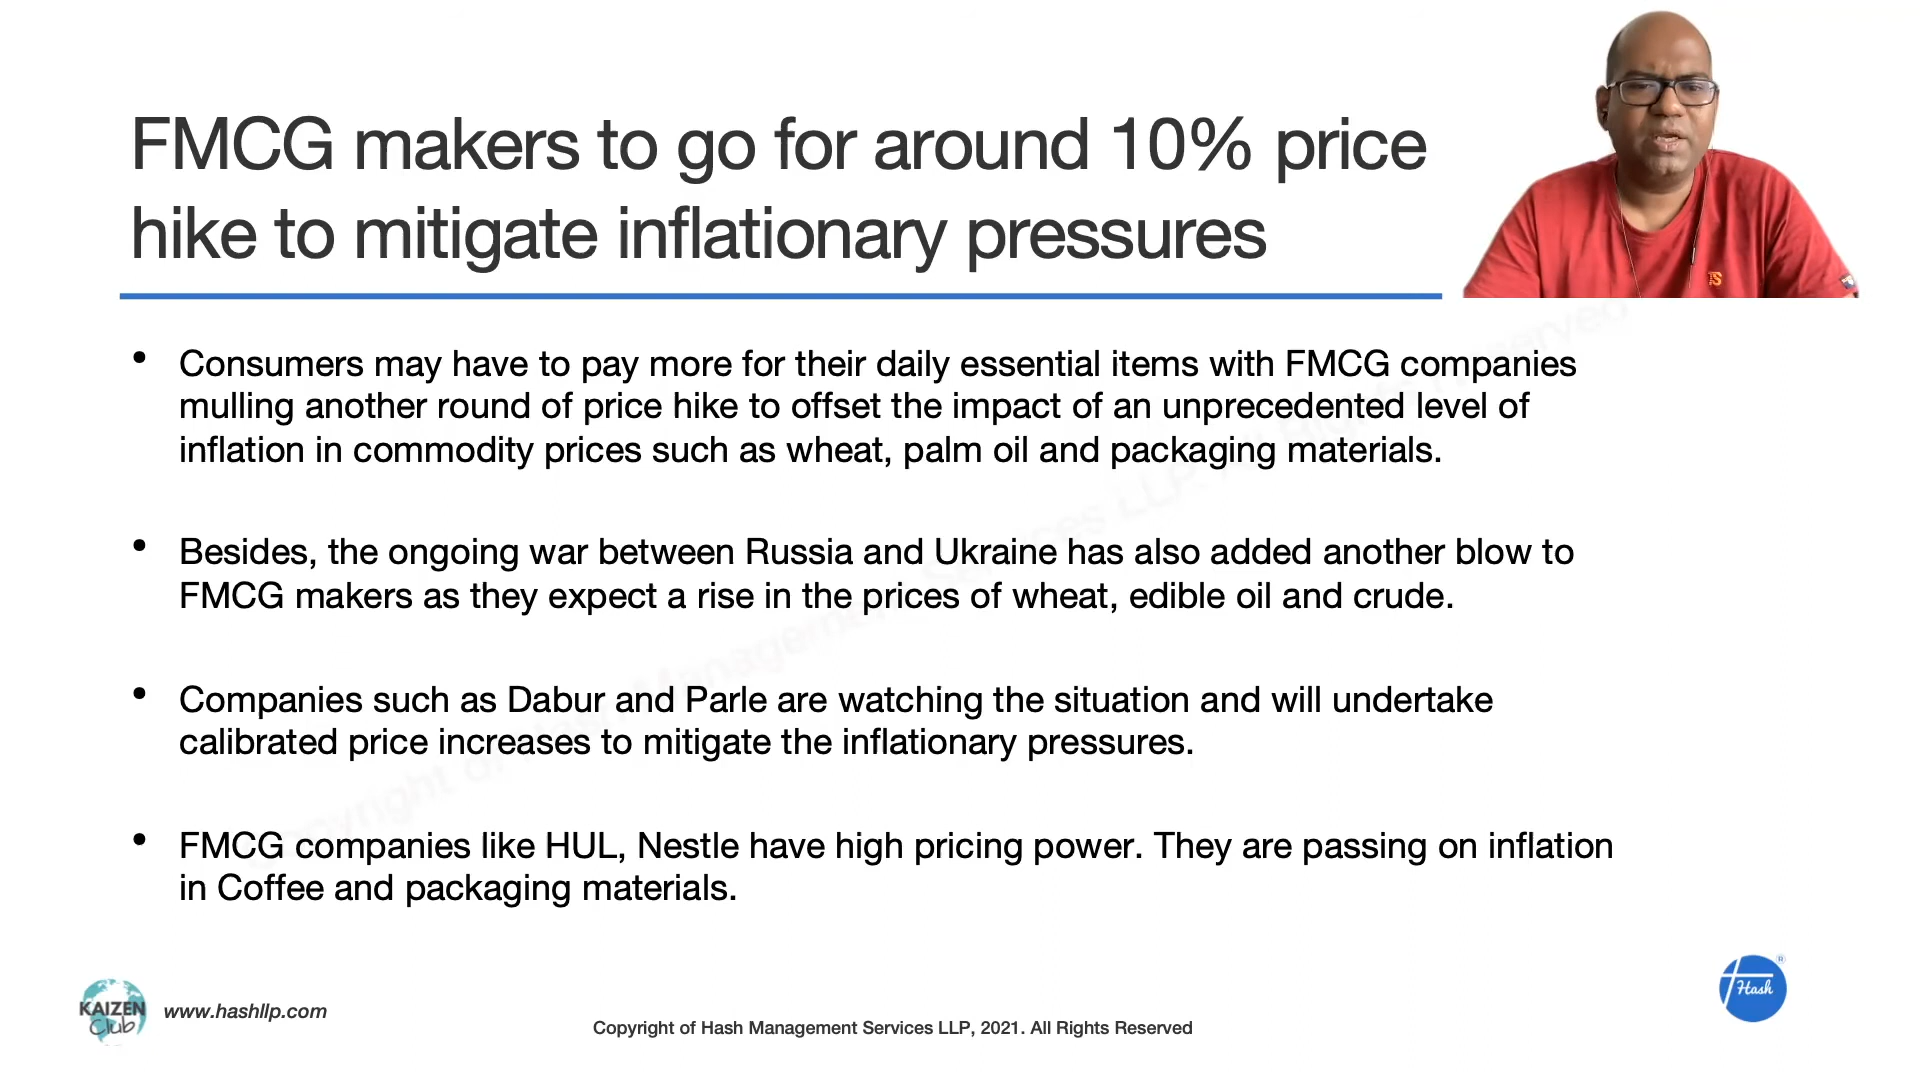 FMCG makers to go for around 10% price
hike to mitigate inflationary pressures
• Consumers may have to pay more for their daily essential items with FMCG companies
mulling another round of price hike to offset the impact of an unprecedented level of
inflation in commodity prices such as wheat, palm oil and packaging materials.
• Besides, the ongoing war between Russia and Ukraine has also added another blow to
FMCG makers as they expect a rise in the prices of wheat, edible oil and crude.
• Companies such as Dabur and Parle are watching the situation and will undertake
calibrated price increases to mitigate the inflationary pressures.
• FMCG companies like HUL, Nestle have high pricing power. They are passing on inflation
in Coffee and packaging materials.
KAIZEN
Club
www.hashllp.com
Copyright of Hash Management Services LLP, 2021. All Rights Reserved
Hash
®